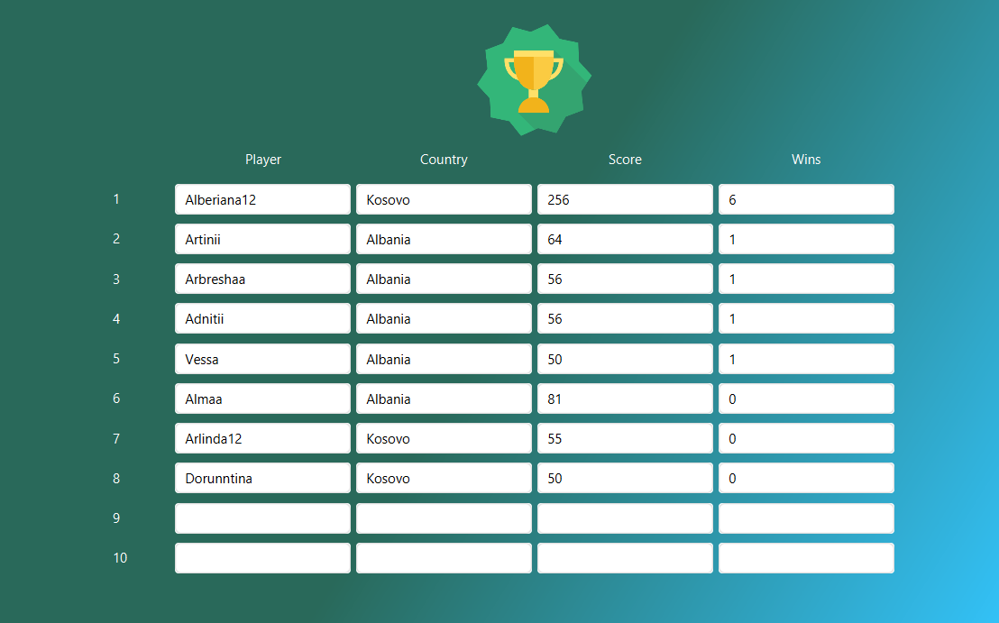 Player Country Score Wins
1 Alberiana12 Kosovo 256 6
2 Artinii Albania 64 1
3 Arbreshaa Albania 56 1
4 Adnitii Albania 56 1
5 Vessa Albania 50 1
6 Almaa Albania 81 0
7 Arlinda12 Kosovo 55 0
8 Dorunntina Kosovo 50 0
9
10